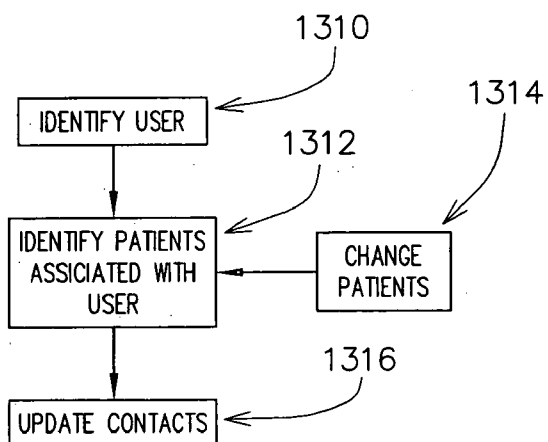 1310
IDENTIFY USER
1314
1312
IDENTIFY PATIENTS
ASSICIATED WITH
USER
CHANGE
PATIENTS
1316
UPDATE CONTACTS